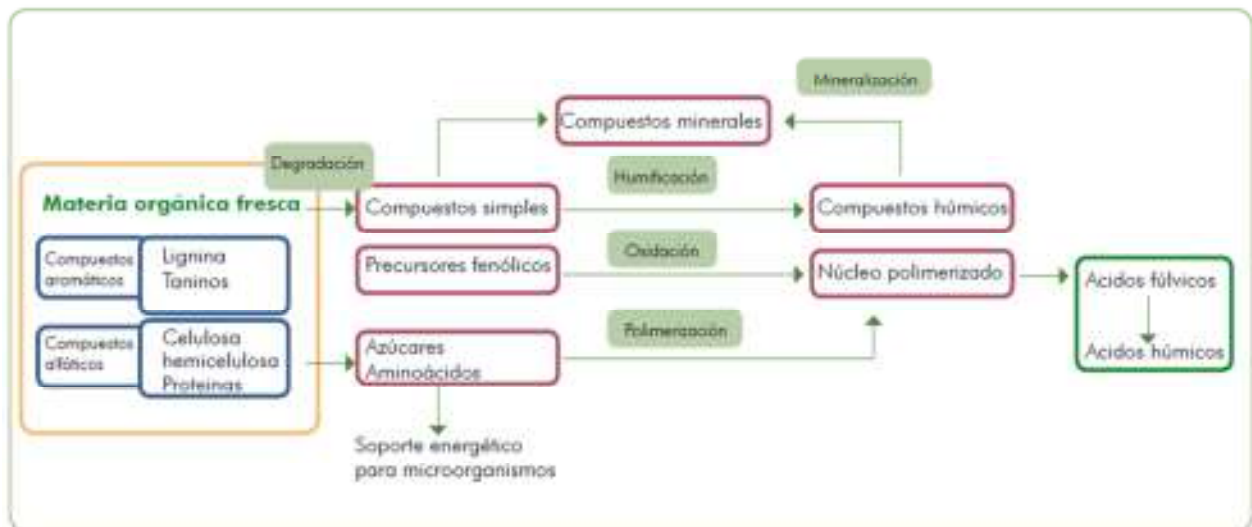 Mineralización
Compuestos minerales
Degradación
Humificación
Materia orgánica fresca
Compuestos simples
Compuestos húmicos
Compuestos
aromáticos
Lignina
Taninos
Precursores fenólicos
Oxidación
Núcleo polimerizado
Acidos fúlvicos
Acidos húmicos
Compuestos
alifáticos
Celulosa
hemicelulosa
Proteinas
Azúcares
Aminoácidos
Polimerización
Soporte energético
para microorganismos